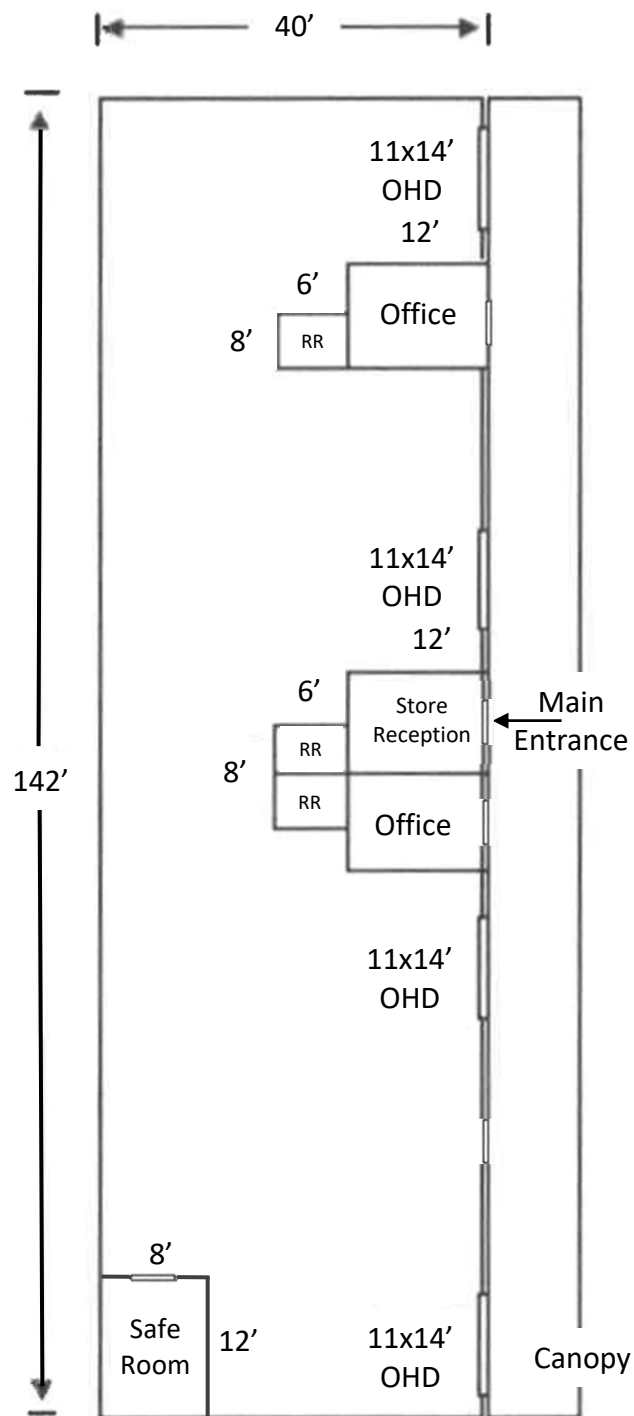 40’
11x14’
OHD
12’
6’
Office
8’
RR
11x14’
OHD
12’
6’
Store
Reception
Main
Entrance
RR
8’
142’
RR
Office
11x14’
OHD
8’
Safe
Room
12’
11x14’
OHD
Canopy